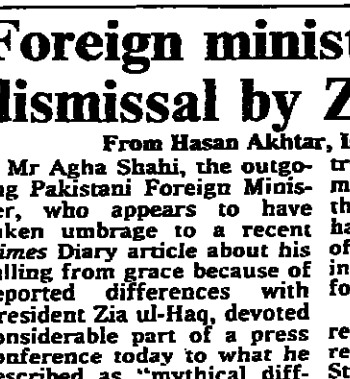 Foreign minist
dismissal by Z
From Hasan Akhtar, I
Mr Agha Shahi, the outgo-
ng Pakistani Foreign Minis-
er, who appears to have
aken umbrage to a recent
imes Diary article about his
alling from grace because of
eported differences with
resident Zia ul-Haq, devoted
onsiderable part of a press
onference today to what he
escribed as "mythical diff-
tr
m
th
ha
of
in
fo
re
re
St